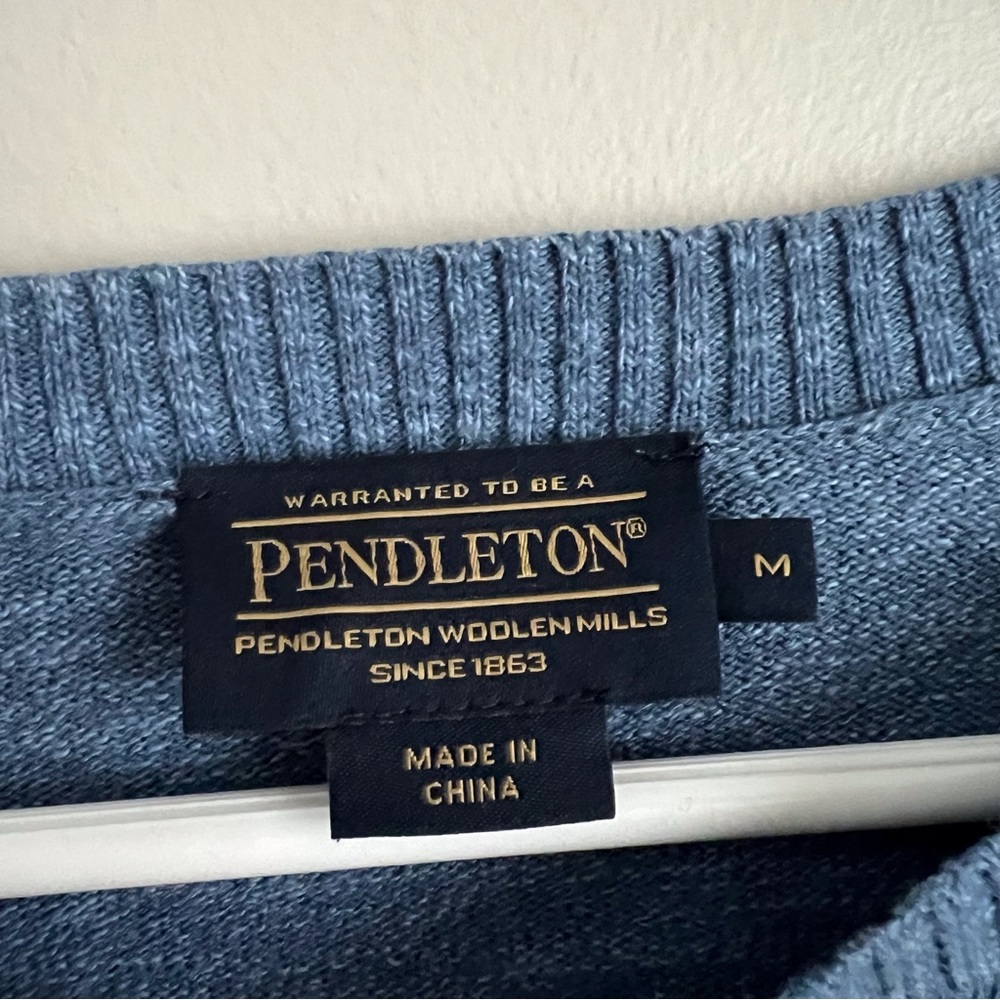 WARRANTED TO BE A
PENDLETON®
PENDLETON WOOLEN MILLS
SINCE 1863
M
MADE IN
CHINA